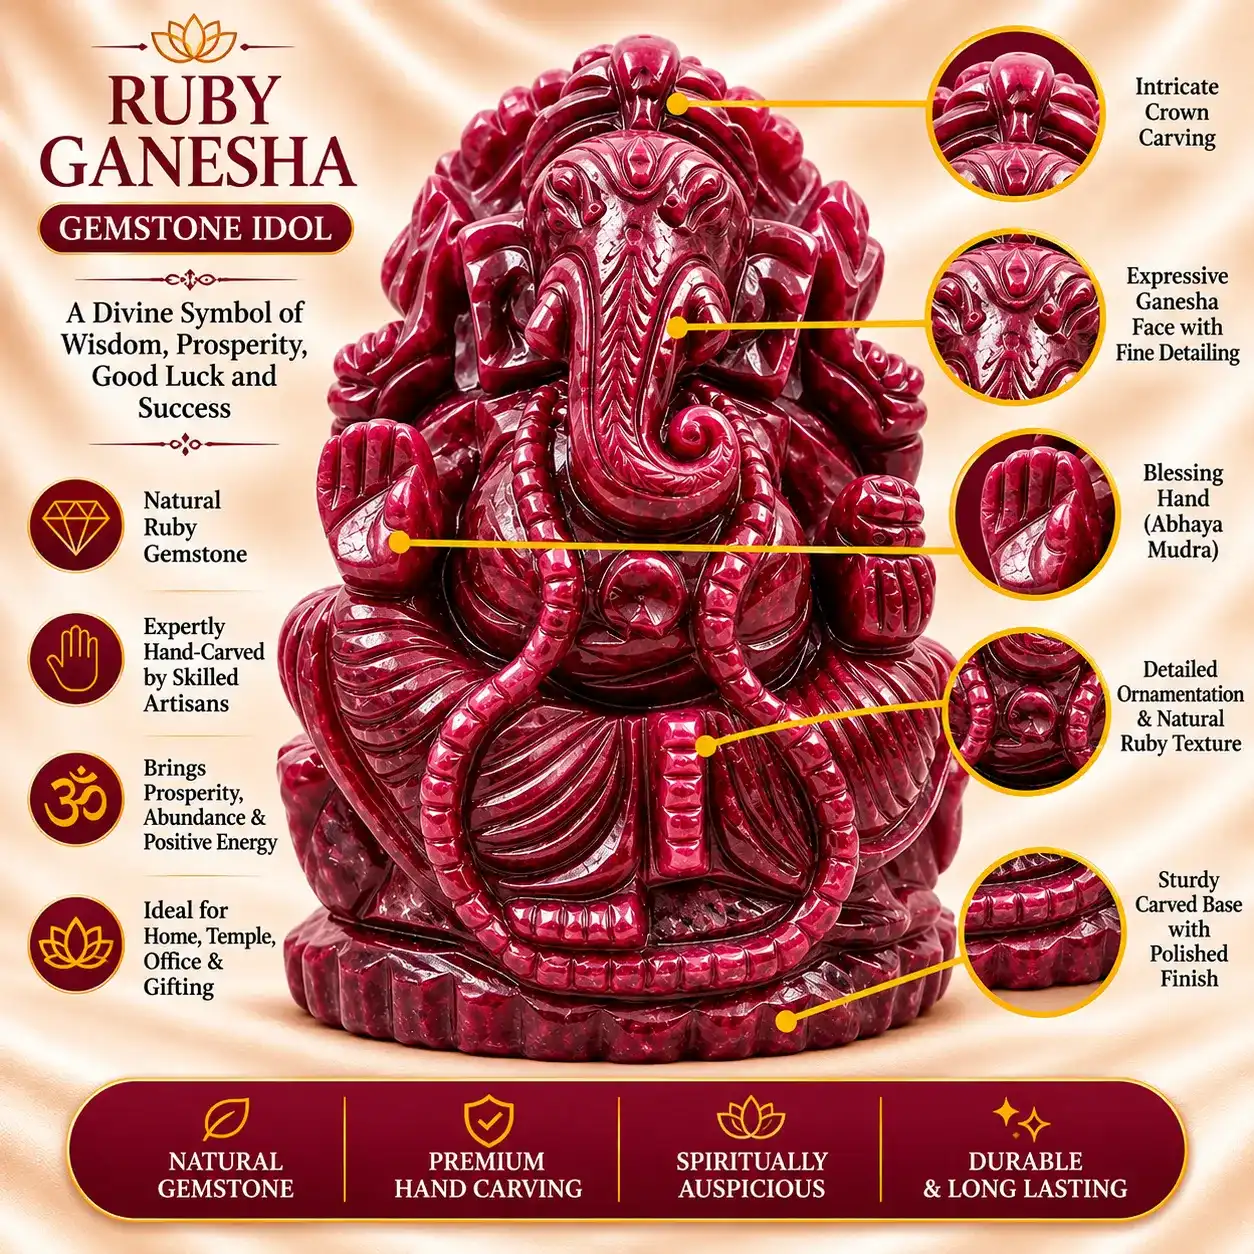 RUBY
GANESHA
GEMSTONE IDOL
A Divine Symbol of
Wisdom, Prosperity,
Good Luck and
Success
Natural
Ruby
Gemstone
Expertly
Hand-Carved
by Skilled
Artisans
Brings
Prosperity,
Abundance &
Positive Energy
Ideal for
Home, Temple,
Office &
Gifting
Intricate
Crown
Carving
Expressive
Ganesha
Face with
Fine Detailing
Blessing
Hand
(Abhaya
Mudra)
Detailed
Ornamentation
& Natural
Ruby Texture
Sturdy
Carved Base
with
Polished
Finish
NATURAL
GEMSTONE
PREMIUM
HAND CARVING
SPIRITUALLY
AUSPICIOUS
DURABLE
& LONG LASTING
ॐ